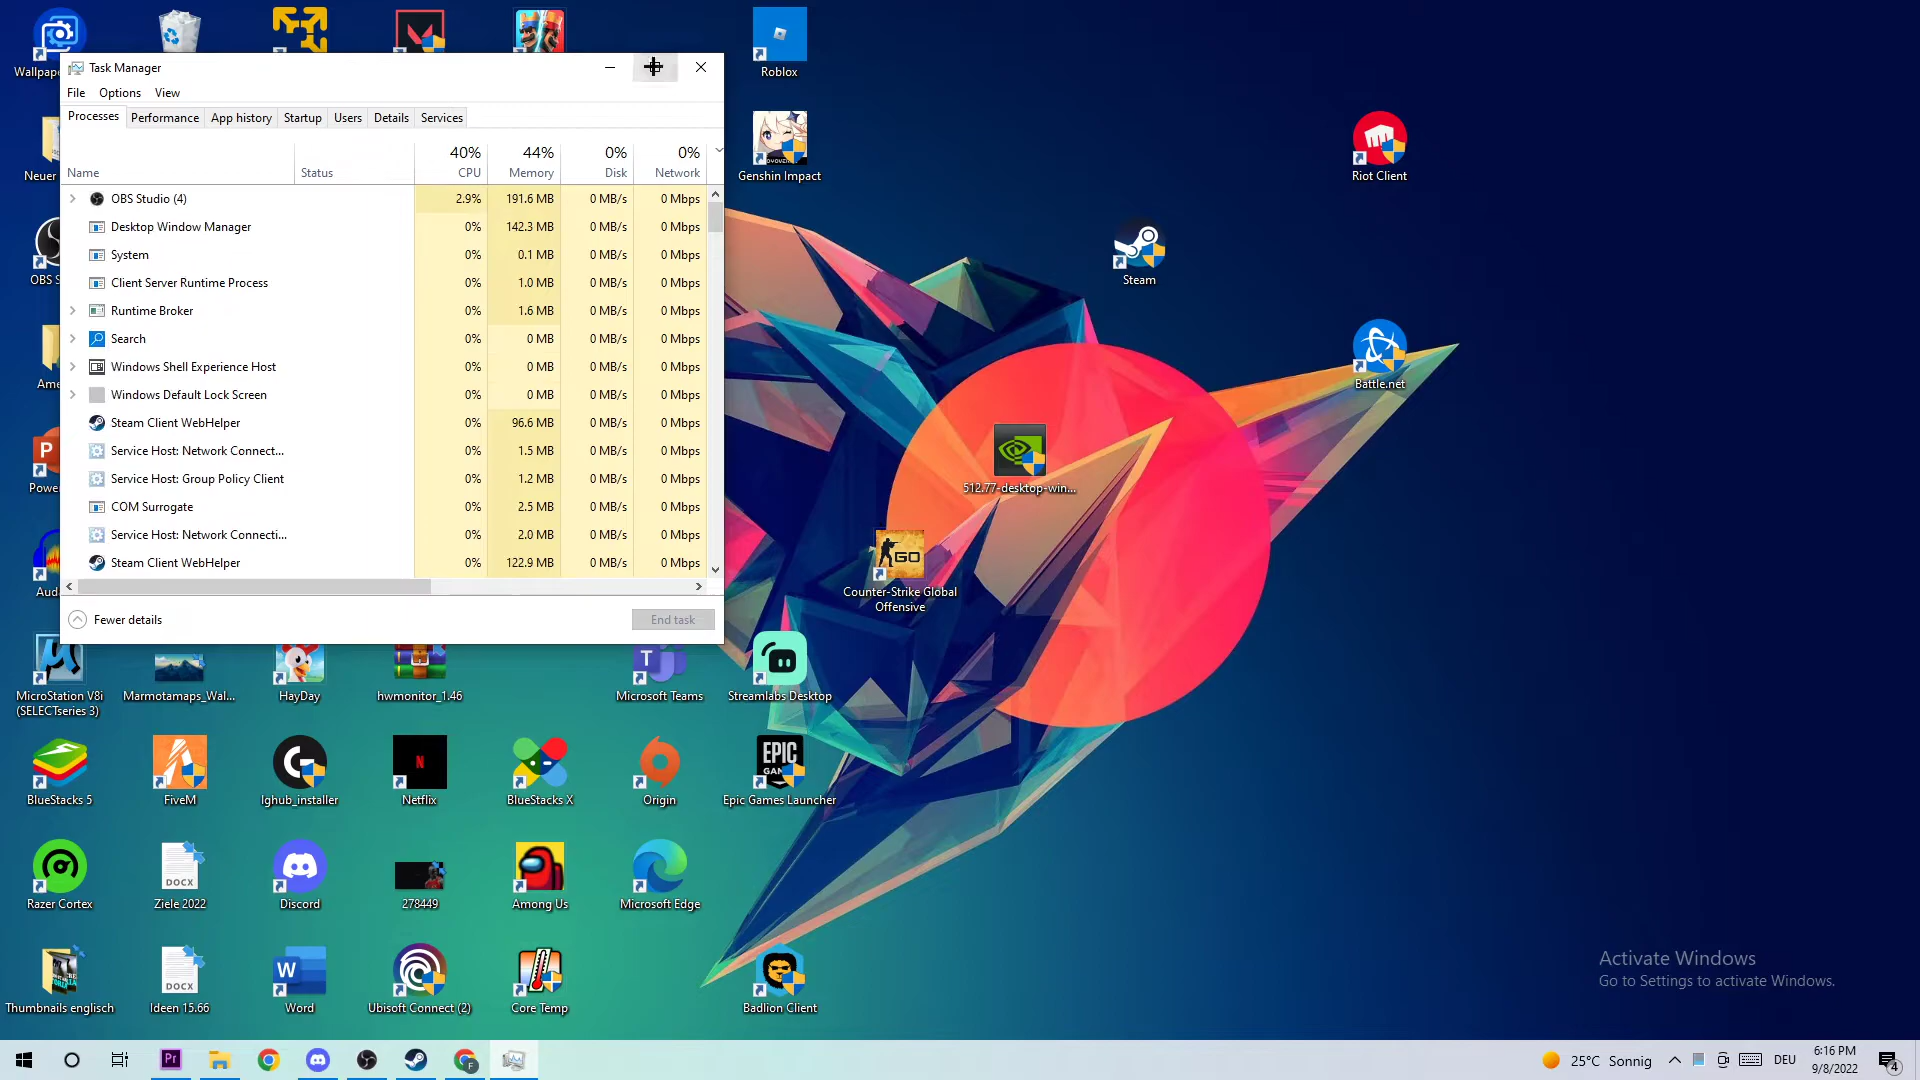 Wallpape
Roblox
Task Manager
File Options View
Processes Performance App history Startup Users Details Services
40% 44% 0% 0%
Name Status CPU Memory Disk Network
OBS Studio (4) 2.9% 191.6 MB 0 MB/s 0 Mbps
Desktop Window Manager 0% 142.3 MB 0 MB/s 0 Mbps
System 0% 0.1 MB 0 MB/s 0 Mbps
Client Server Runtime Process 0% 1.0 MB 0 MB/s 0 Mbps
Runtime Broker 0% 1.6 MB 0 MB/s 0 Mbps
Search 0% 0 MB 0 MB/s 0 Mbps
Windows Shell Experience Host 0% 0 MB 0 MB/s 0 Mbps
Windows Default Lock Screen 0% 0 MB 0 MB/s 0 Mbps
Steam Client WebHelper 0% 96.6 MB 0 MB/s 0 Mbps
Service Host: Network Connect... 0% 1.5 MB 0 MB/s 0 Mbps
Service Host: Group Policy Client 0% 1.2 MB 0 MB/s 0 Mbps
COM Surrogate 0% 2.5 MB 0 MB/s 0 Mbps
Service Host: Network Connecti... 0% 2.0 MB 0 MB/s 0 Mbps
Steam Client WebHelper 0% 122.9 MB 0 MB/s 0 Mbps
Fewer details End task
Neuer
Genshin Impact
Riot Client
OBS S
Steam
Ame
Battle.net
P
Power
512.77-desktop-win...
GO
Counter-Strike Global
Offensive
Auda
MicroStation V8i
(SELECTseries 3)
Marmotamaps_Wal...
HayDay
hwmonitor_1.46
T
Microsoft Teams
Streamlabs Desktop
BlueStacks 5
FiveM
lghub_installer
N
Netflix
BlueStacks X
Origin
EPIC
GAMES
Epic Games Launcher
Razer Cortex
DOCX
Ziele 2022
Discord
278449
Among Us
Microsoft Edge
Thumbnails englisch
DOCX
Ideen 15.66
W
Word
Ubisoft Connect (2)
Core Temp
Badlion Client
Activate Windows
Go to Settings to activate Windows.
Pr
F
25°C Sonnig
DEU
6:16 PM
9/8/2022
4